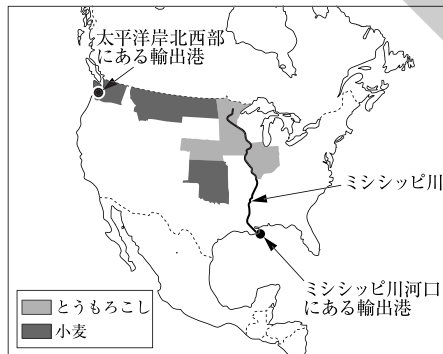 太平洋岸北西部
にある輸出港
ミシシッピ川
ミシシッピ川河口
にある輸出港
とうもろこし
小麦